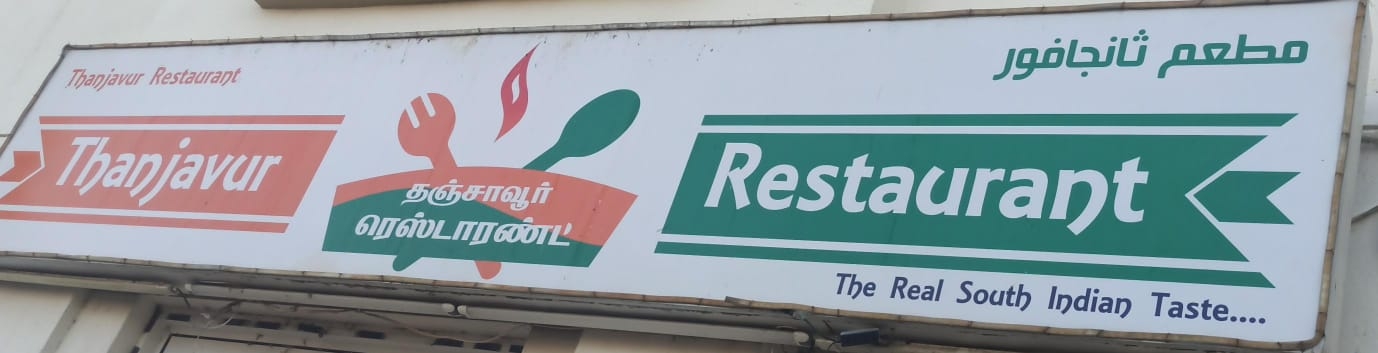 Thanjavur Restaurant
مطعم ثانجافور
Thanjavur
தஞ்சாவூர்
ரெஸ்டாரண்ட்
Restaurant
The Real South Indian Taste....